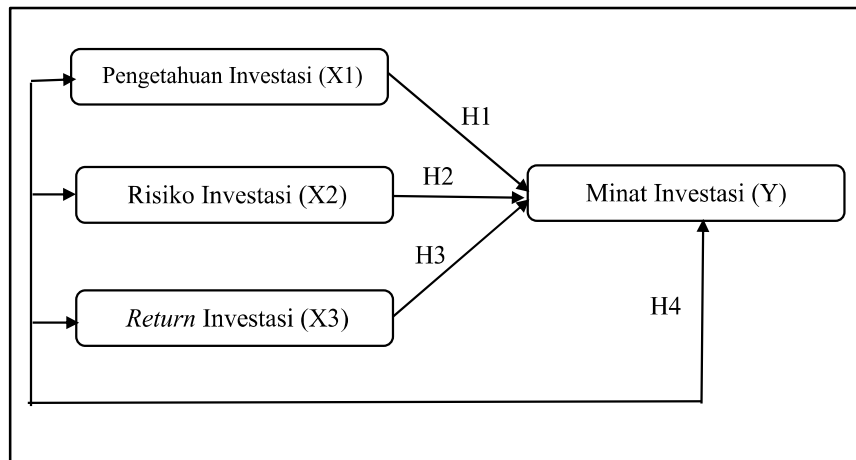 Pengetahuan Investasi (X1)
H1
Risiko Investasi (X2)
H2
Minat Investasi (Y)
H3
Return Investasi (X3)
H4